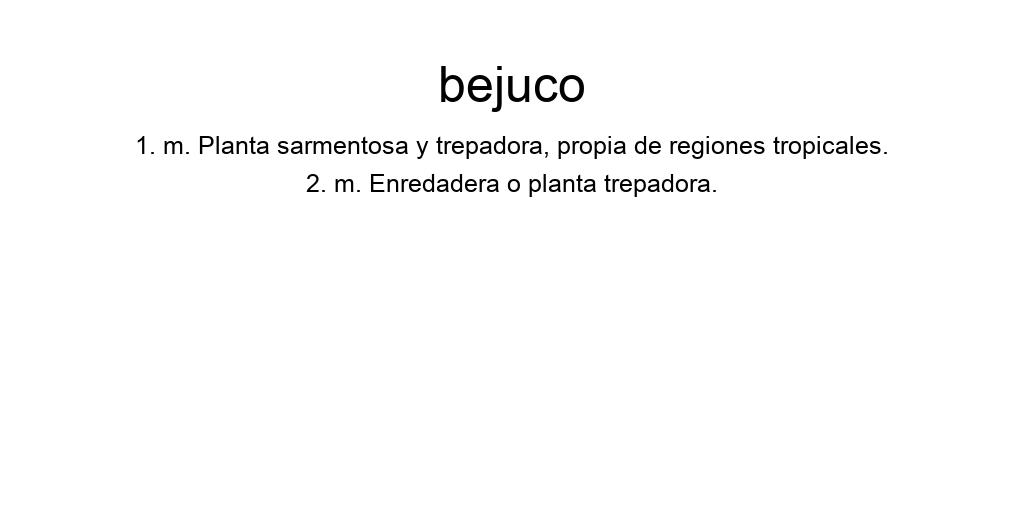 bejuco
1. m. Planta sarmentosa y trepadora, propia de regiones tropicales.
2. m. Enredadera o planta trepadora.